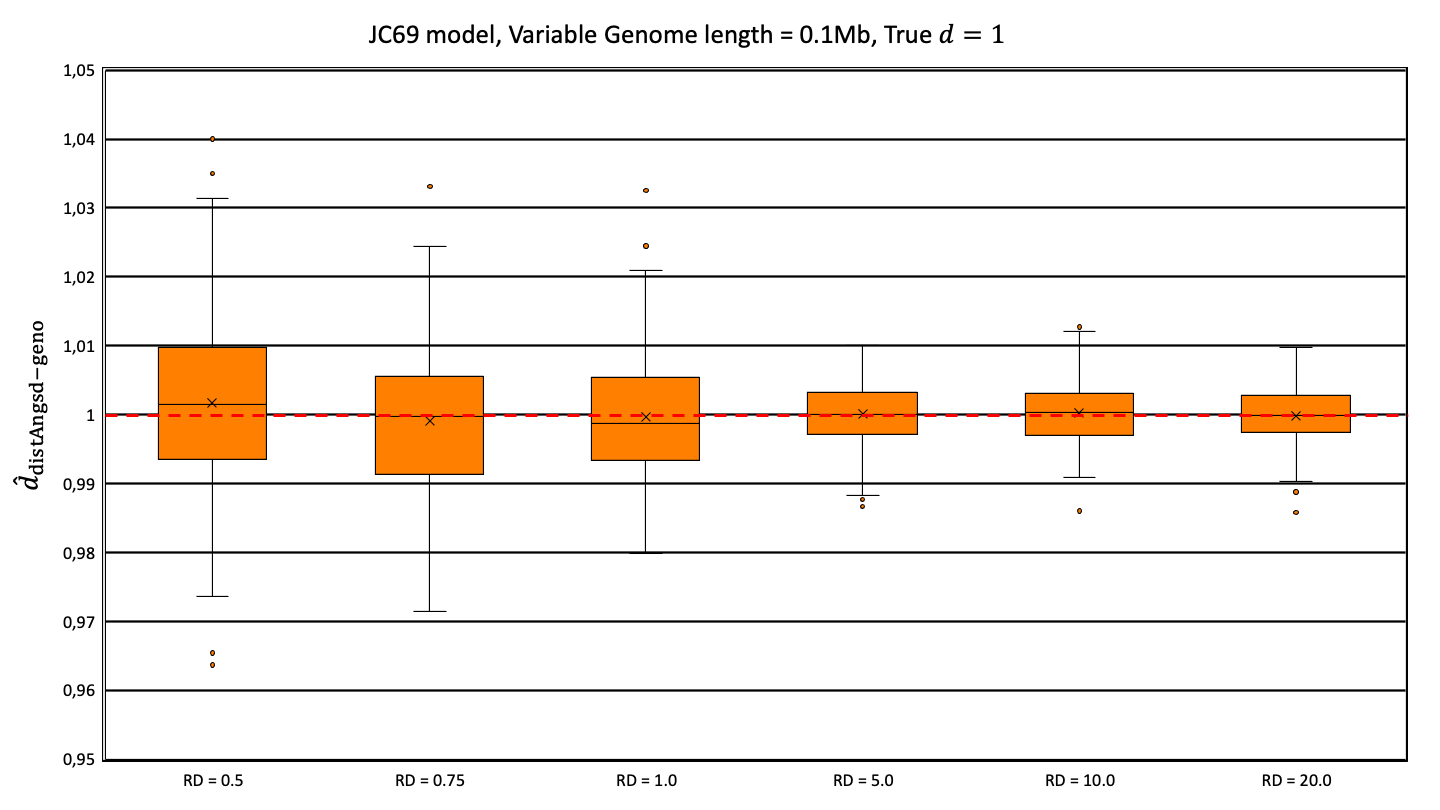 JC69 model, Variable Genome length = 0.1Mb, True d = 1
1,05
1,04
1,03
1,02
1,01
1
0,99
0,98
0,97
0,96
0,95
d̂distAngsd−geno
RD = 0.5
RD = 0.75
RD = 1.0
RD = 5.0
RD = 10.0
RD = 20.0